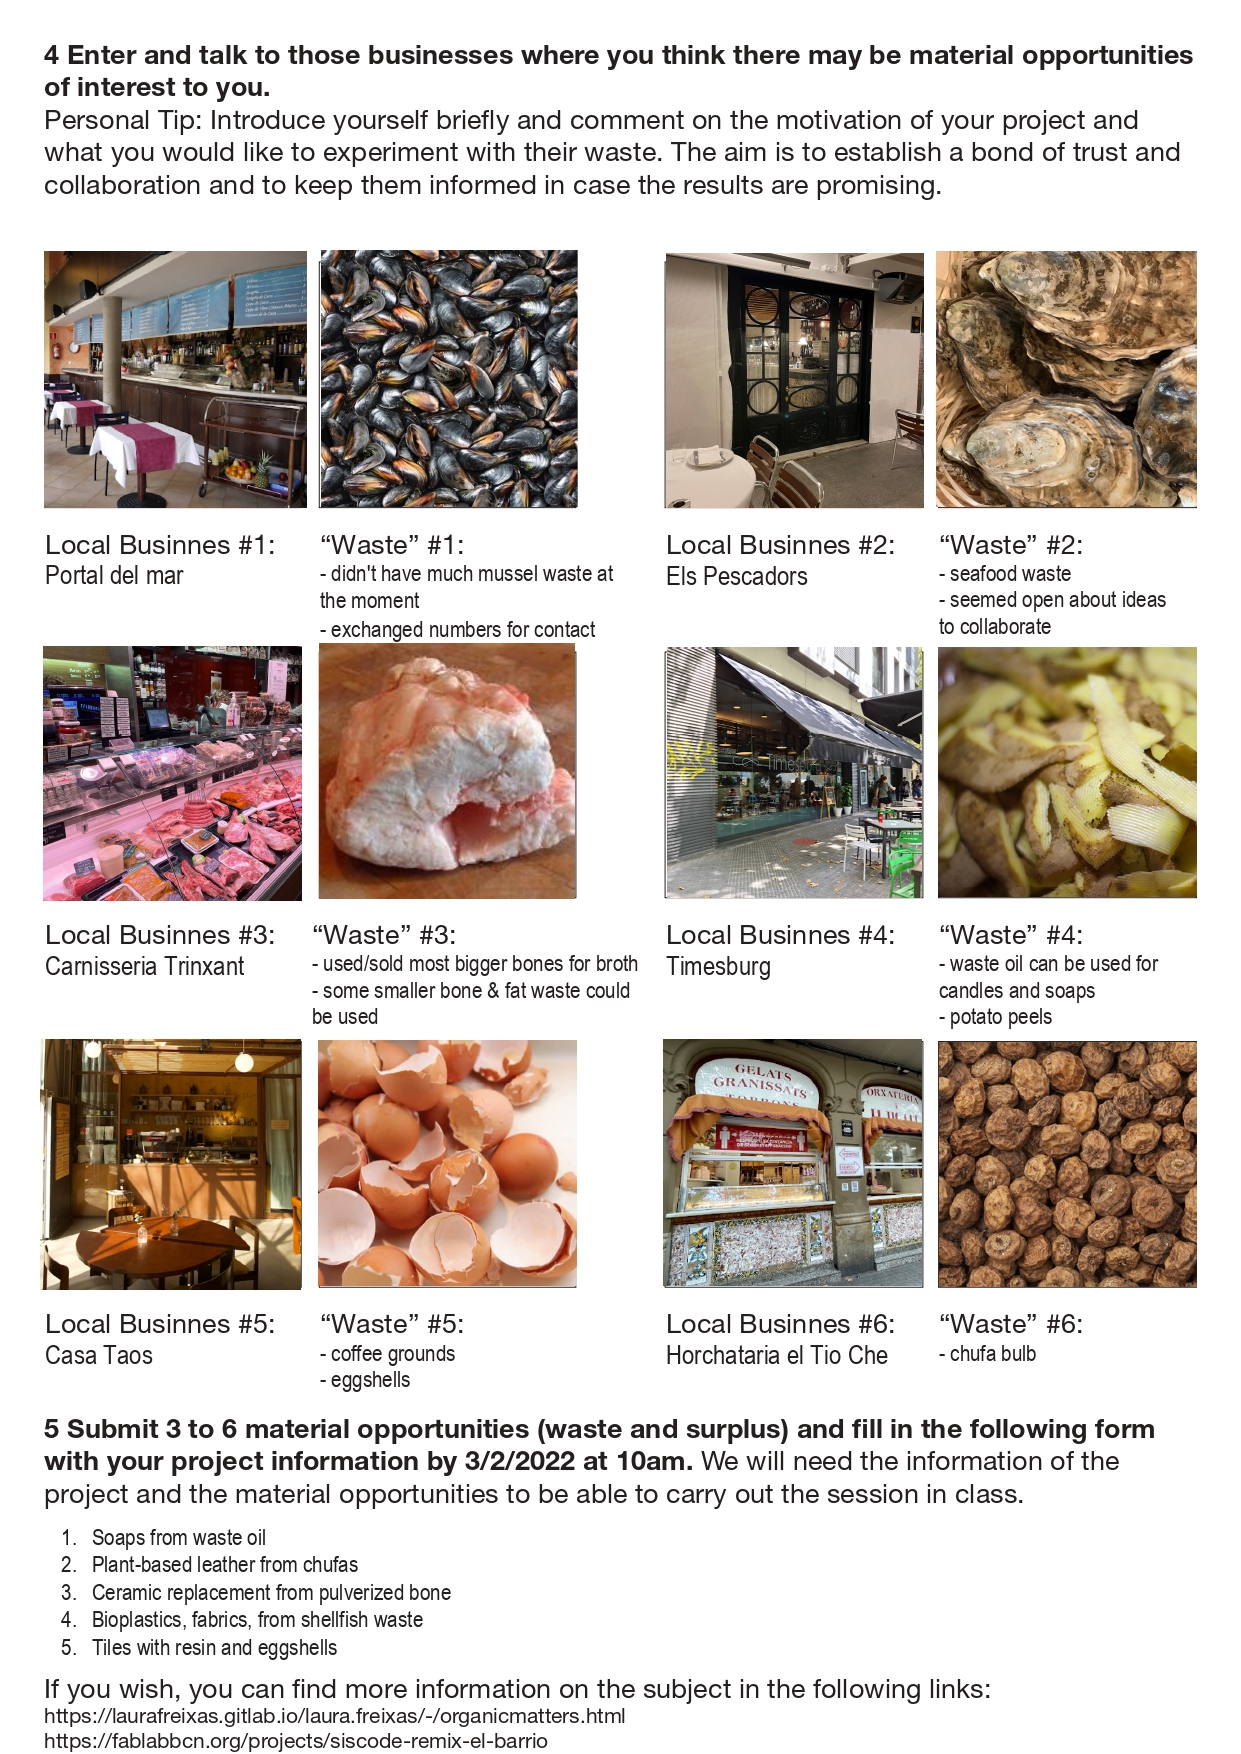 4 Enter and talk to those businesses where you think there may be material opportunities
of interest to you.
Personal Tip: Introduce yourself briefly and comment on the motivation of your project and
what you would like to experiment with their waste. The aim is to establish a bond of trust and
collaboration and to keep them informed in case the results are promising.
Local Businnes #1:
Portal del mar
“Waste” #1:
- didn't have much mussel waste at
the moment
- exchanged numbers for contact
Local Businnes #2:
Els Pescadors
“Waste” #2:
- seafood waste
- seemed open about ideas
to collaborate
Timesbu
Local Businnes #3:
Carnisseria Trinxant
“Waste” #3:
- used/sold most bigger bones for broth
- some smaller bone & fat waste could
be used
Local Businnes #4:
Timesburg
“Waste” #4:
- waste oil can be used for
candles and soaps
- potato peels
GELATS
GRANISSATS
ORXATERIA
Local Businnes #5:
Casa Taos
“Waste” #5:
- coffee grounds
- eggshells
Local Businnes #6:
Horchataria el Tio Che
“Waste” #6:
- chufa bulb
5 Submit 3 to 6 material opportunities (waste and surplus) and fill in the following form
with your project information by 3/2/2022 at 10am. We will need the information of the
project and the material opportunities to be able to carry out the session in class.
1. Soaps from waste oil
2. Plant-based leather from chufas
3. Ceramic replacement from pulverized bone
4. Bioplastics, fabrics, from shellfish waste
5. Tiles with resin and eggshells
If you wish, you can find more information on the subject in the following links:
https://laurafreixas.gitlab.io/laura.freixas/-/organicmatters.html
https://fablabbcn.org/projects/siscode-remix-el-barrio